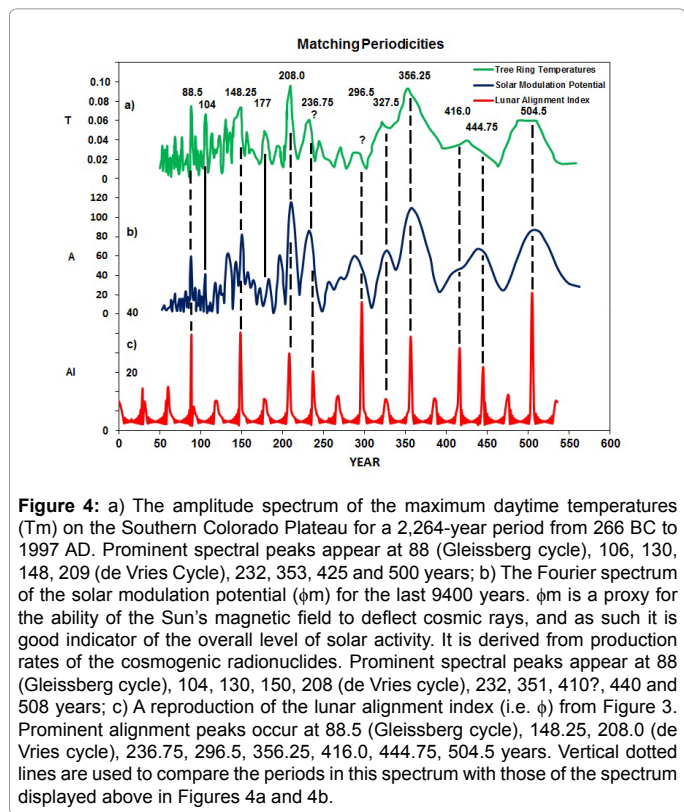 Matching Periodicities
Tree Ring Temperatures
Solar Modulation Potential
Lunar Alignment Index
88.5
104
148.25
177
208.0
236.75
?
296.5
?
327.5
356.25
416.0
444.75
504.5
a)
T
0.10
0.08
0.06
0.04
0.02
0
b)
A
120
100
80
60
40
20
0
c)
AI
40
20
0
0 50 100 150 200 250 300 350 400 450 500 550 600
YEAR
Figure 4: a) The amplitude spectrum of the maximum daytime temperatures
(Tm) on the Southern Colorado Plateau for a 2,264-year period from 266 BC to
1997 AD. Prominent spectral peaks appear at 88 (Gleissberg cycle), 106, 130,
148, 209 (de Vries Cycle), 232, 353, 425 and 500 years; b) The Fourier spectrum
of the solar modulation potential (ϕm) for the last 9400 years. ϕm is a proxy for
the ability of the Sun’s magnetic field to deflect cosmic rays, and as such it is
good indicator of the overall level of solar activity. It is derived from production
rates of the cosmogenic radionuclides. Prominent spectral peaks appear at 88
(Gleissberg cycle), 104, 130, 150, 208 (de Vries cycle), 232, 351, 410?, 440 and
508 years; c) A reproduction of the lunar alignment index (i.e. ϕ) from Figure 3.
Prominent alignment peaks occur at 88.5 (Gleissberg cycle), 148.25, 208.0 (de
Vries cycle), 236.75, 296.5, 356.25, 416.0, 444.75, 504.5 years. Vertical dotted
lines are used to compare the periods in this spectrum with those of the spectrum
displayed above in Figures 4a and 4b.